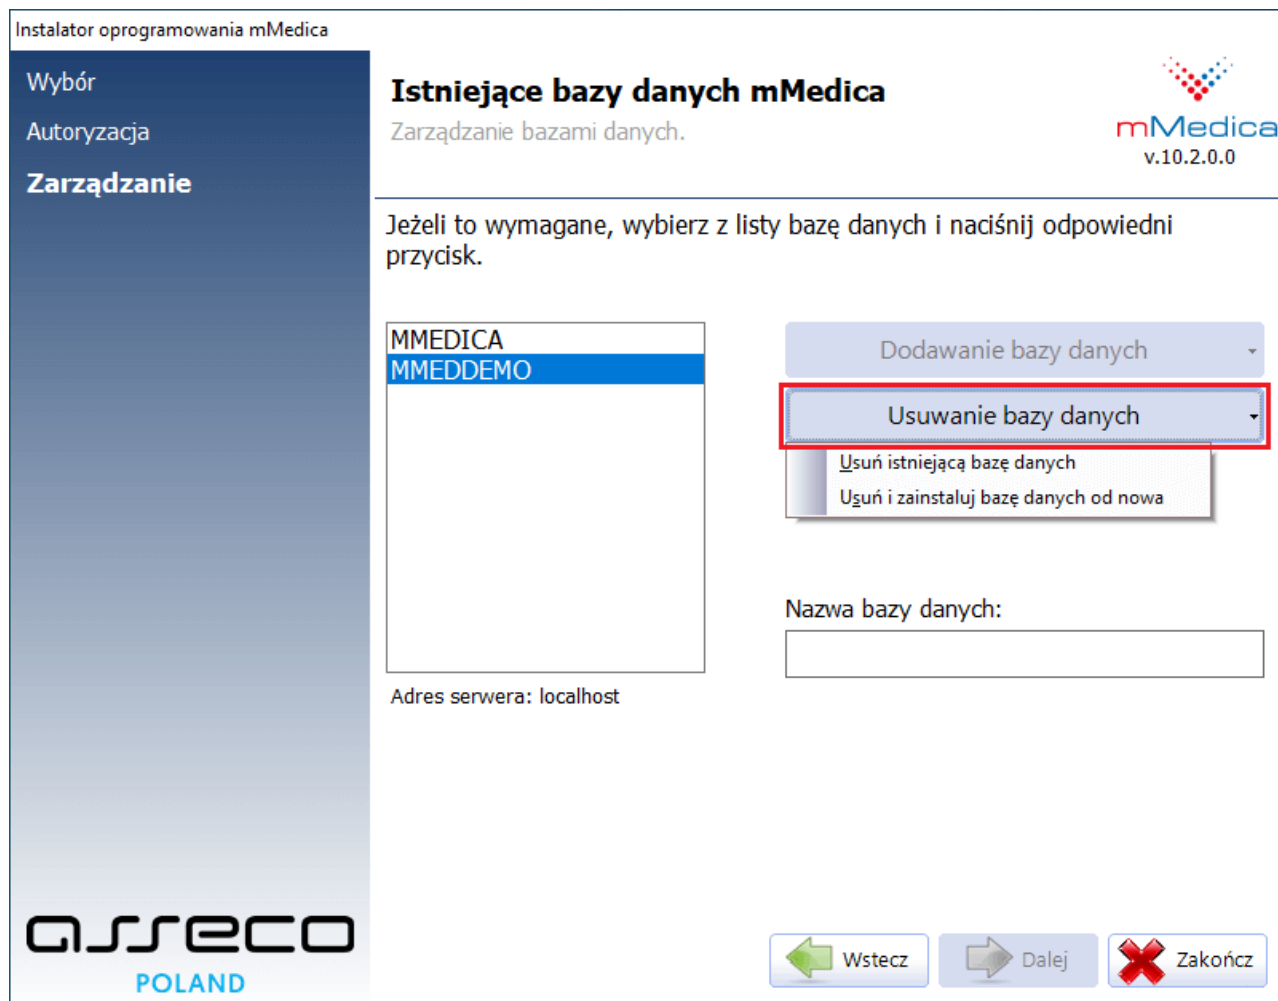 Instalator oprogramowania mMedica
Wybór
Autoryzacja
Zarządzanie
Istniejące bazy danych mMedica
Zarządzanie bazami danych.
mMedica
v.10.2.0.0
Jeżeli to wymagane, wybierz z listy bazę danych i naciśnij odpowiedni
przycisk.
MMEDICA
MMEDDEMO
Adres serwera: localhost
Dodawanie bazy danych
Usuwanie bazy danych
Usuń istniejącą bazę danych
Usuń i zainstaluj bazę danych od nowa
Nazwa bazy danych:
asseco
POLAND
Wstecz
Dalej
Zakończ